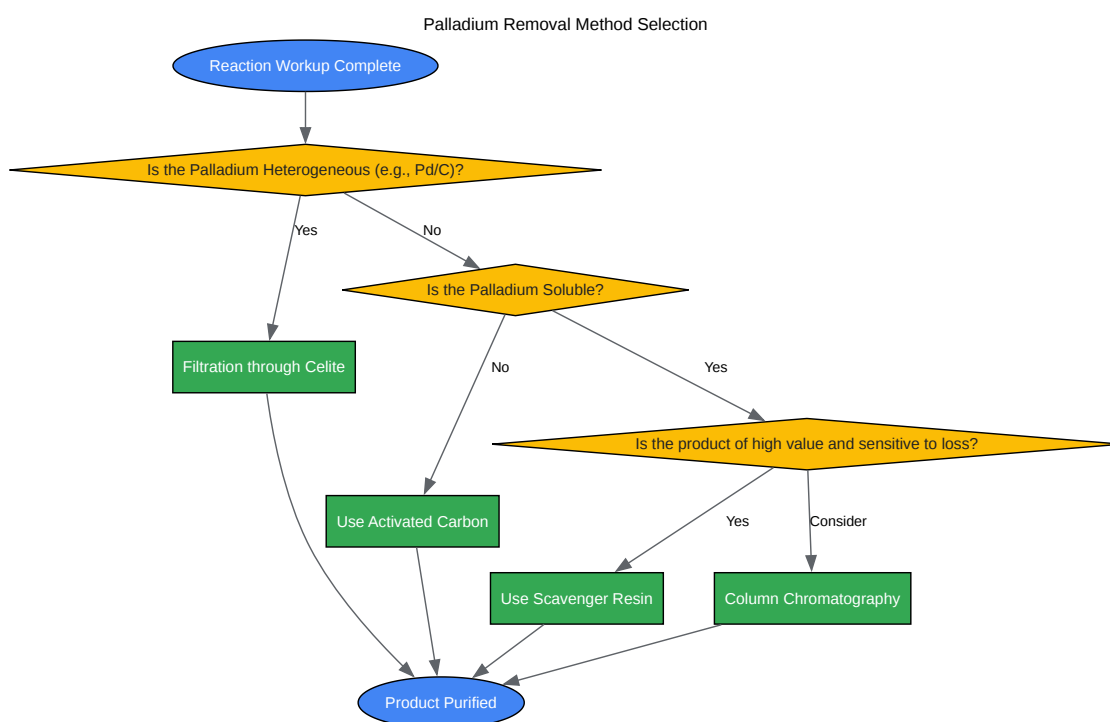 Palladium Removal Method Selection
Reaction Workup Complete
Is the Palladium Heterogeneous (e.g., Pd/C)?
Yes
No
Is the Palladium Soluble?
Filtration through Celite
No
Yes
Is the product of high value and sensitive to loss?
Use Activated Carbon
Yes
Consider
Use Scavenger Resin
Column Chromatography
Product Purified